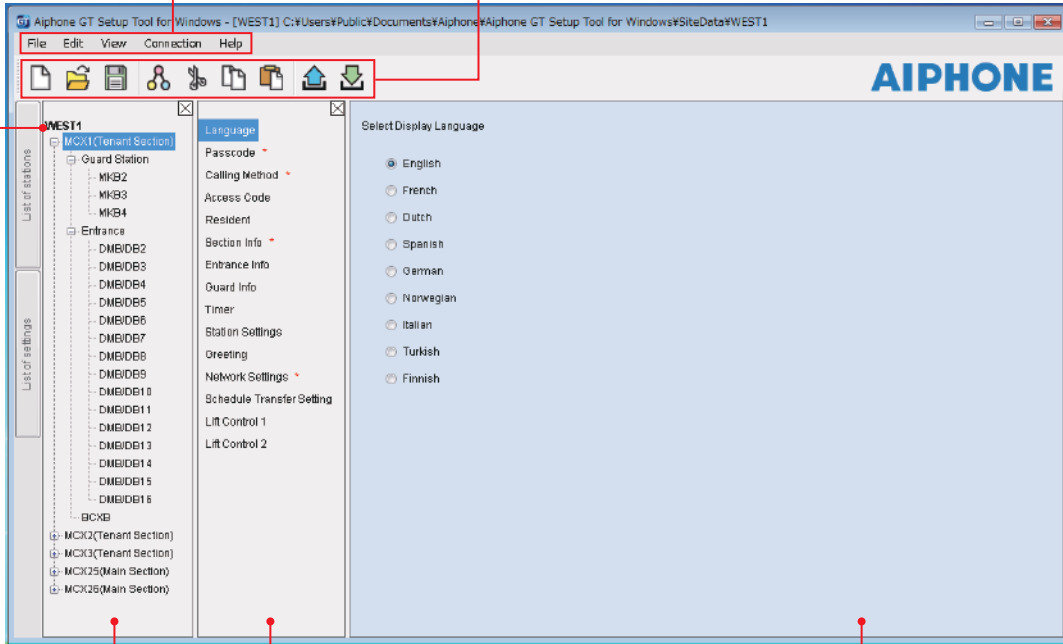 Aiphone GT Setup Tool for Windows - [WEST1] C:¥Users¥Public¥Documents¥Aiphone¥Aiphone GT Setup Tool for Windows¥SiteData¥WEST1
File Edit View Connection Help
AIPHONE
List of stations
List of settings
WEST1
MCX1(Tenant Section)
Guard Station
MKB2
MKB3
MKB4
Entrance
DMB/DB2
DMB/DB3
DMB/DB4
DMB/DB5
DMB/DB6
DMB/DB7
DMB/DB8
DMB/DB9
DMB/DB10
DMB/DB11
DMB/DB12
DMB/DB13
DMB/DB14
DMB/DB15
DMB/DB16
BCXB
MCX2(Tenant Section)
MCX3(Tenant Section)
MCX25(Main Section)
MCX26(Main Section)
Language
Passcode *
Calling Method *
Access Code
Resident
Section Info *
Entrance Info
Guard Info
Timer
Station Settings
Greeting
Network Settings *
Schedule Transfer Setting
Lift Control 1
Lift Control 2
Select Display Language
English
French
Dutch
Spanish
German
Norwegian
Italian
Turkish
Finnish